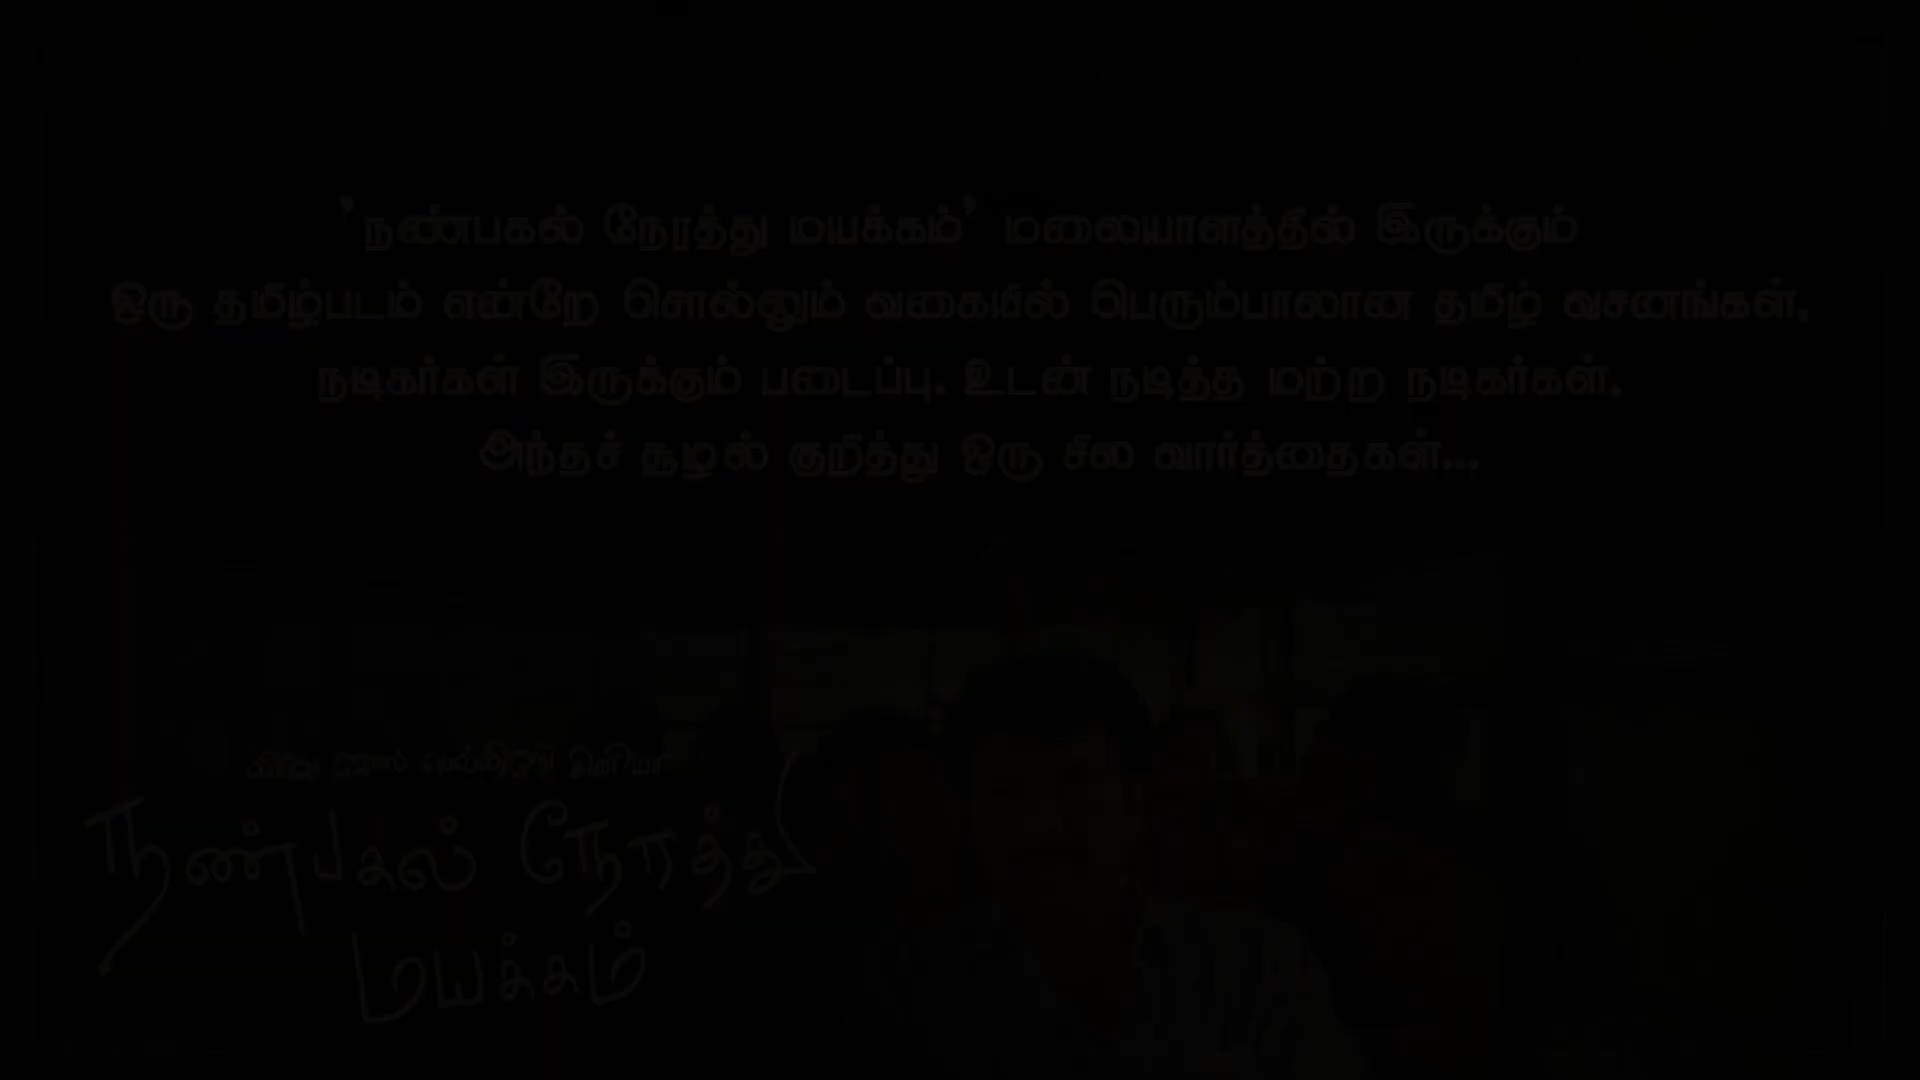 'நண்பகல் நேரத்து மயக்கம்' மலையாளத்தில் இருக்கும்
ஒரு தமிழ்படம் என்றே சொல்லும் வகையில் பெரும்பாலான தமிழ் வசனங்கள்,
நடிகர்கள் இருக்கும் படைப்பு. உடன் நடித்த மற்ற நடிகர்கள்,
அந்தச் சூழல் குறித்து ஒரு சில வார்த்தைகள்...
நண்பகல் நேரத்து
மயக்கம்